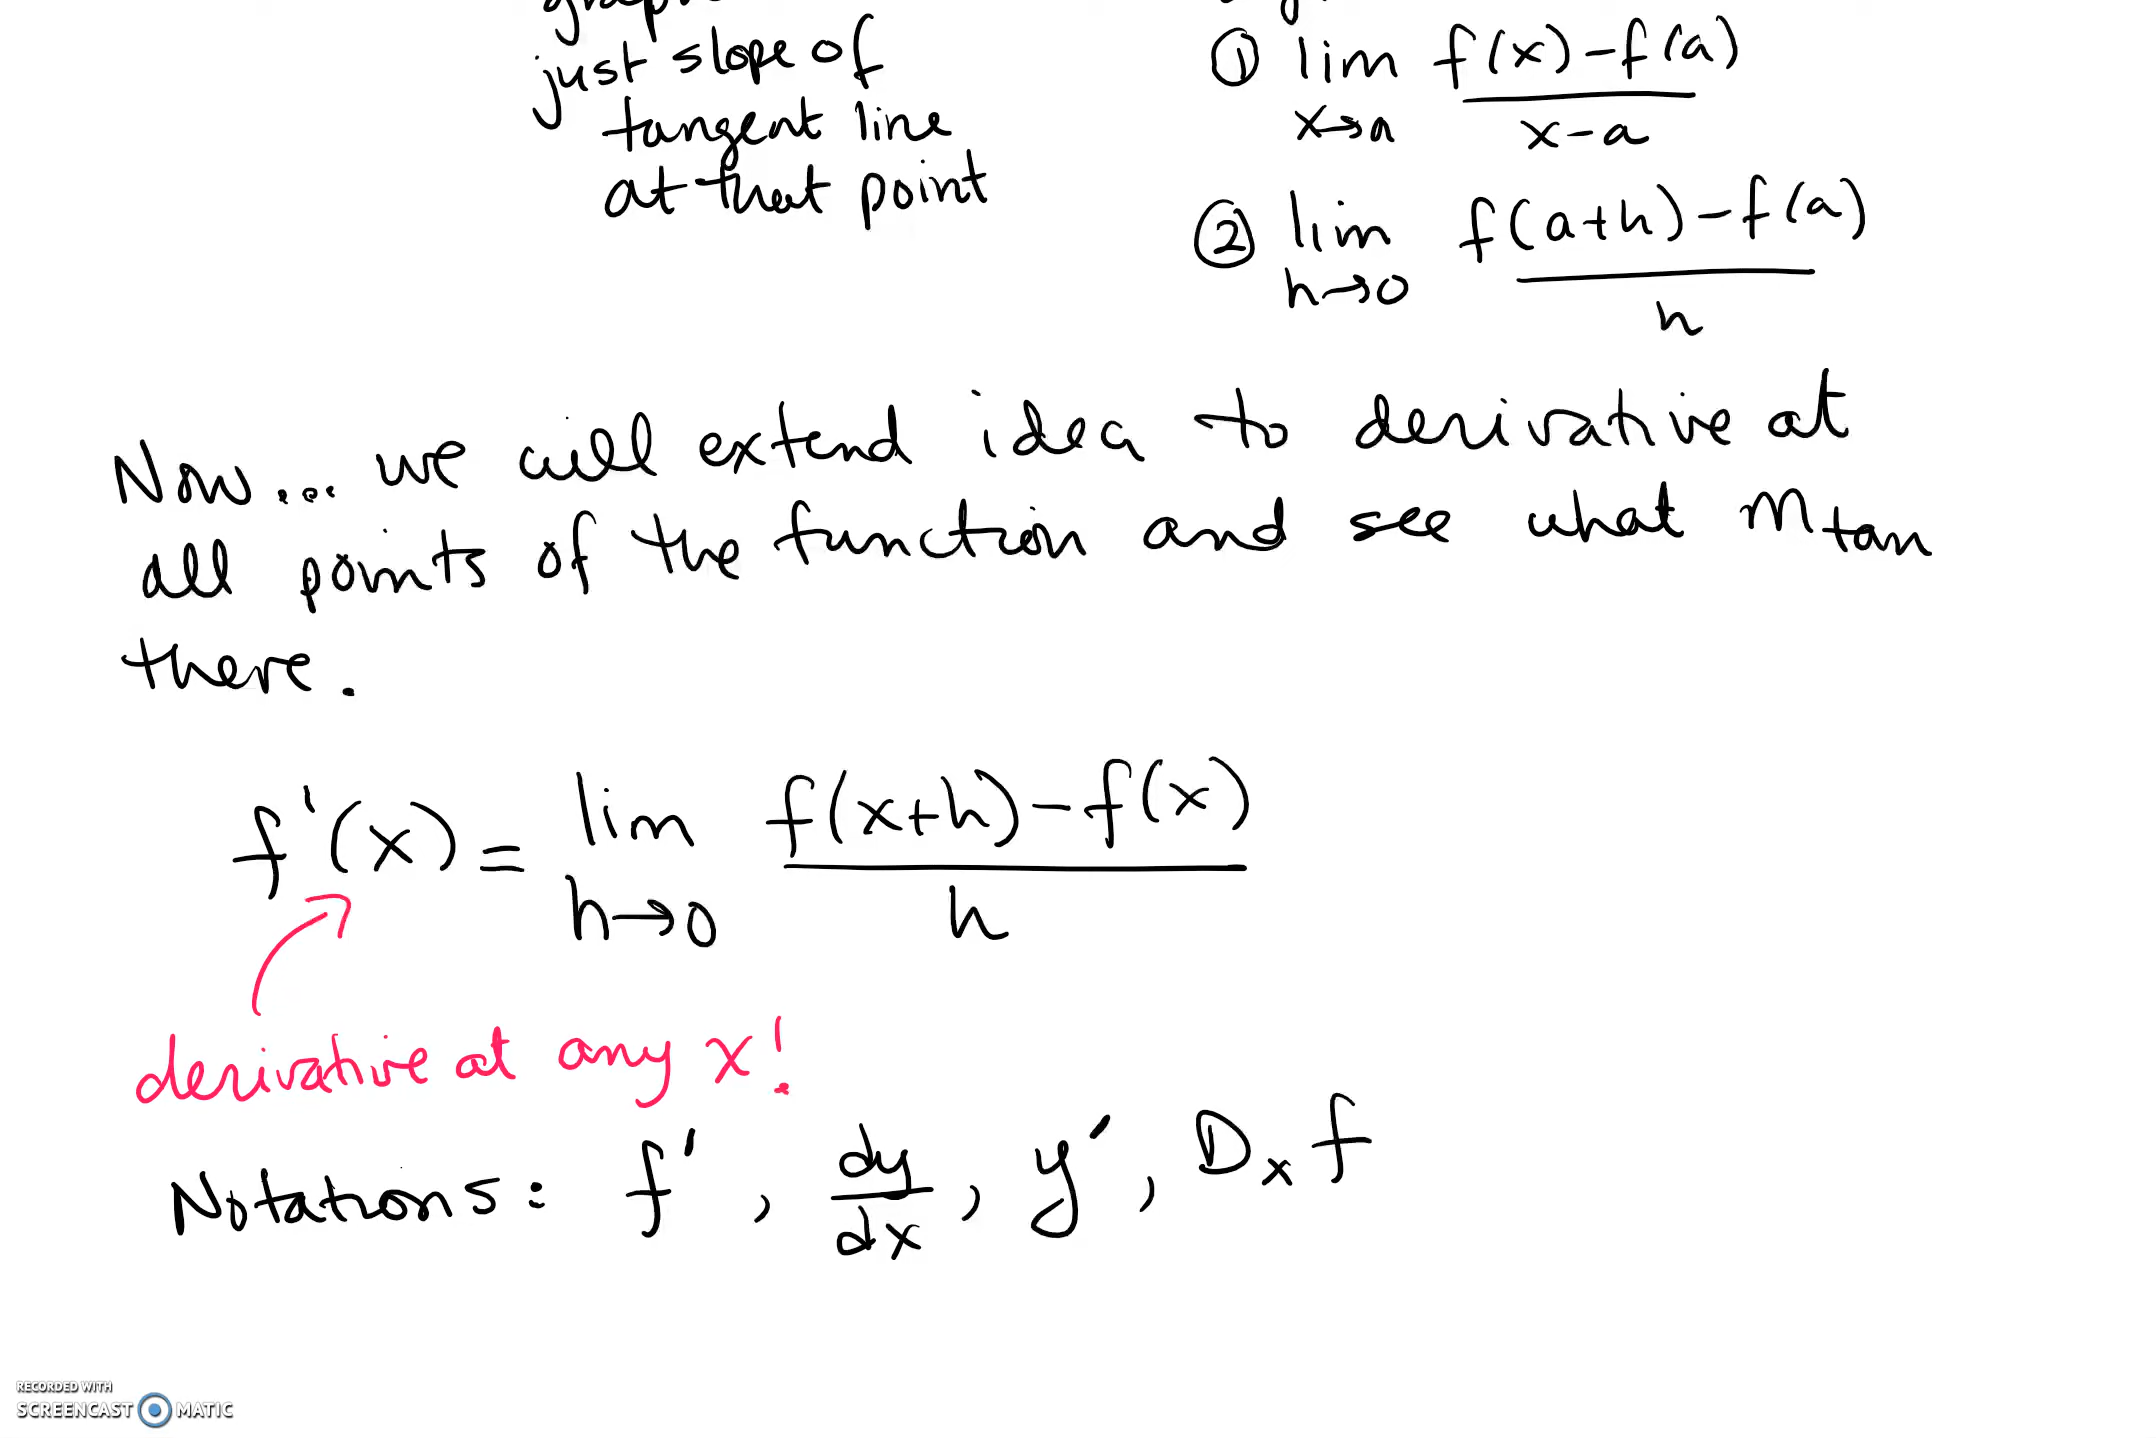 just slope of
tangent line
at that point
① lim f(x)-f(a)
x→a x-a
② lim f(a+h)-f(a)
h→0 h
Now... we will extend idea to derivative at
all points of the function and see what m tan
there.
f'(x) = lim f(x+h)-f(x)
h→0 h
derivative at any x!
Notations: f', dy/dx, y', Dₓ f
RECORDED WITH
SCREENCAST MATIC